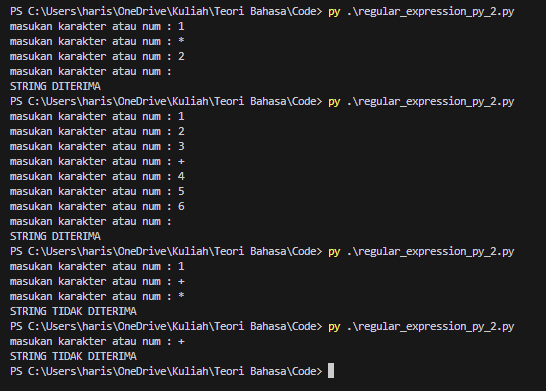 PS C:\Users\haris\OneDrive\Kuliah\Teori Bahasa\Code> py .\regular_expression_py_2.py
masukan karakter atau num : 1
masukan karakter atau num : *
masukan karakter atau num : 2
masukan karakter atau num :
STRING DITERIMA
PS C:\Users\haris\OneDrive\Kuliah\Teori Bahasa\Code> py .\regular_expression_py_2.py
masukan karakter atau num : 1
masukan karakter atau num : 2
masukan karakter atau num : 3
masukan karakter atau num : +
masukan karakter atau num : 4
masukan karakter atau num : 5
masukan karakter atau num : 6
masukan karakter atau num :
STRING DITERIMA
PS C:\Users\haris\OneDrive\Kuliah\Teori Bahasa\Code> py .\regular_expression_py_2.py
masukan karakter atau num : 1
masukan karakter atau num : +
masukan karakter atau num : *
STRING TIDAK DITERIMA
PS C:\Users\haris\OneDrive\Kuliah\Teori Bahasa\Code> py .\regular_expression_py_2.py
masukan karakter atau num : +
STRING TIDAK DITERIMA
PS C:\Users\haris\OneDrive\Kuliah\Teori Bahasa\Code>